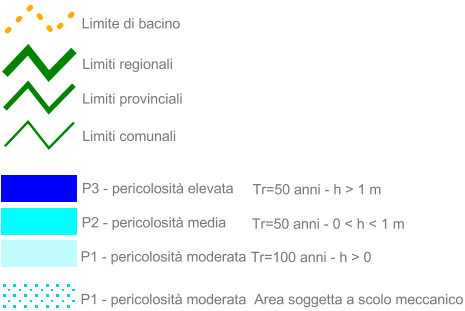 Limite di bacino
Limiti regionali
Limiti provinciali
Limiti comunali
P3 - pericolosità elevata Tr=50 anni - h > 1 m
P2 - pericolosità media Tr=50 anni - 0 < h < 1 m
P1 - pericolosità moderata Tr=100 anni - h > 0
P1 - pericolosità moderata Area soggetta a scolo meccanico